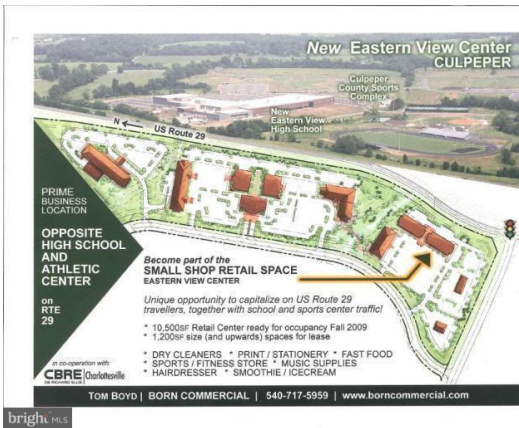 New Eastern View Center
CULPEPER
Culpeper
County Sports
Complex
New
Eastern View
High School
N
US Route 29
PRIME
BUSINESS
LOCATION
OPPOSITE
HIGH SCHOOL
AND
ATHLETIC
CENTER
on
RTE
29
Become part of the
SMALL SHOP RETAIL SPACE
EASTERN VIEW CENTER
Unique opportunity to capitalize on US Route 29
travellers, together with school and sports center traffic!
* 10,500SF Retail Center ready for occupancy Fall 2009
* 1,200SF size (and upwards) spaces for lease
* DRY CLEANERS * PRINT / STATIONERY * FAST FOOD
* SPORTS / FITNESS STORE * MUSIC SUPPLIES
* HAIRDRESSER * SMOOTHIE / ICECREAM
in co-operation with:
CBRE Charlottesville
CB RICHARD ELLIS
TOM BOYD | BORN COMMERCIAL | 540-717-5959 | www.borncommercial.com
bright MLS